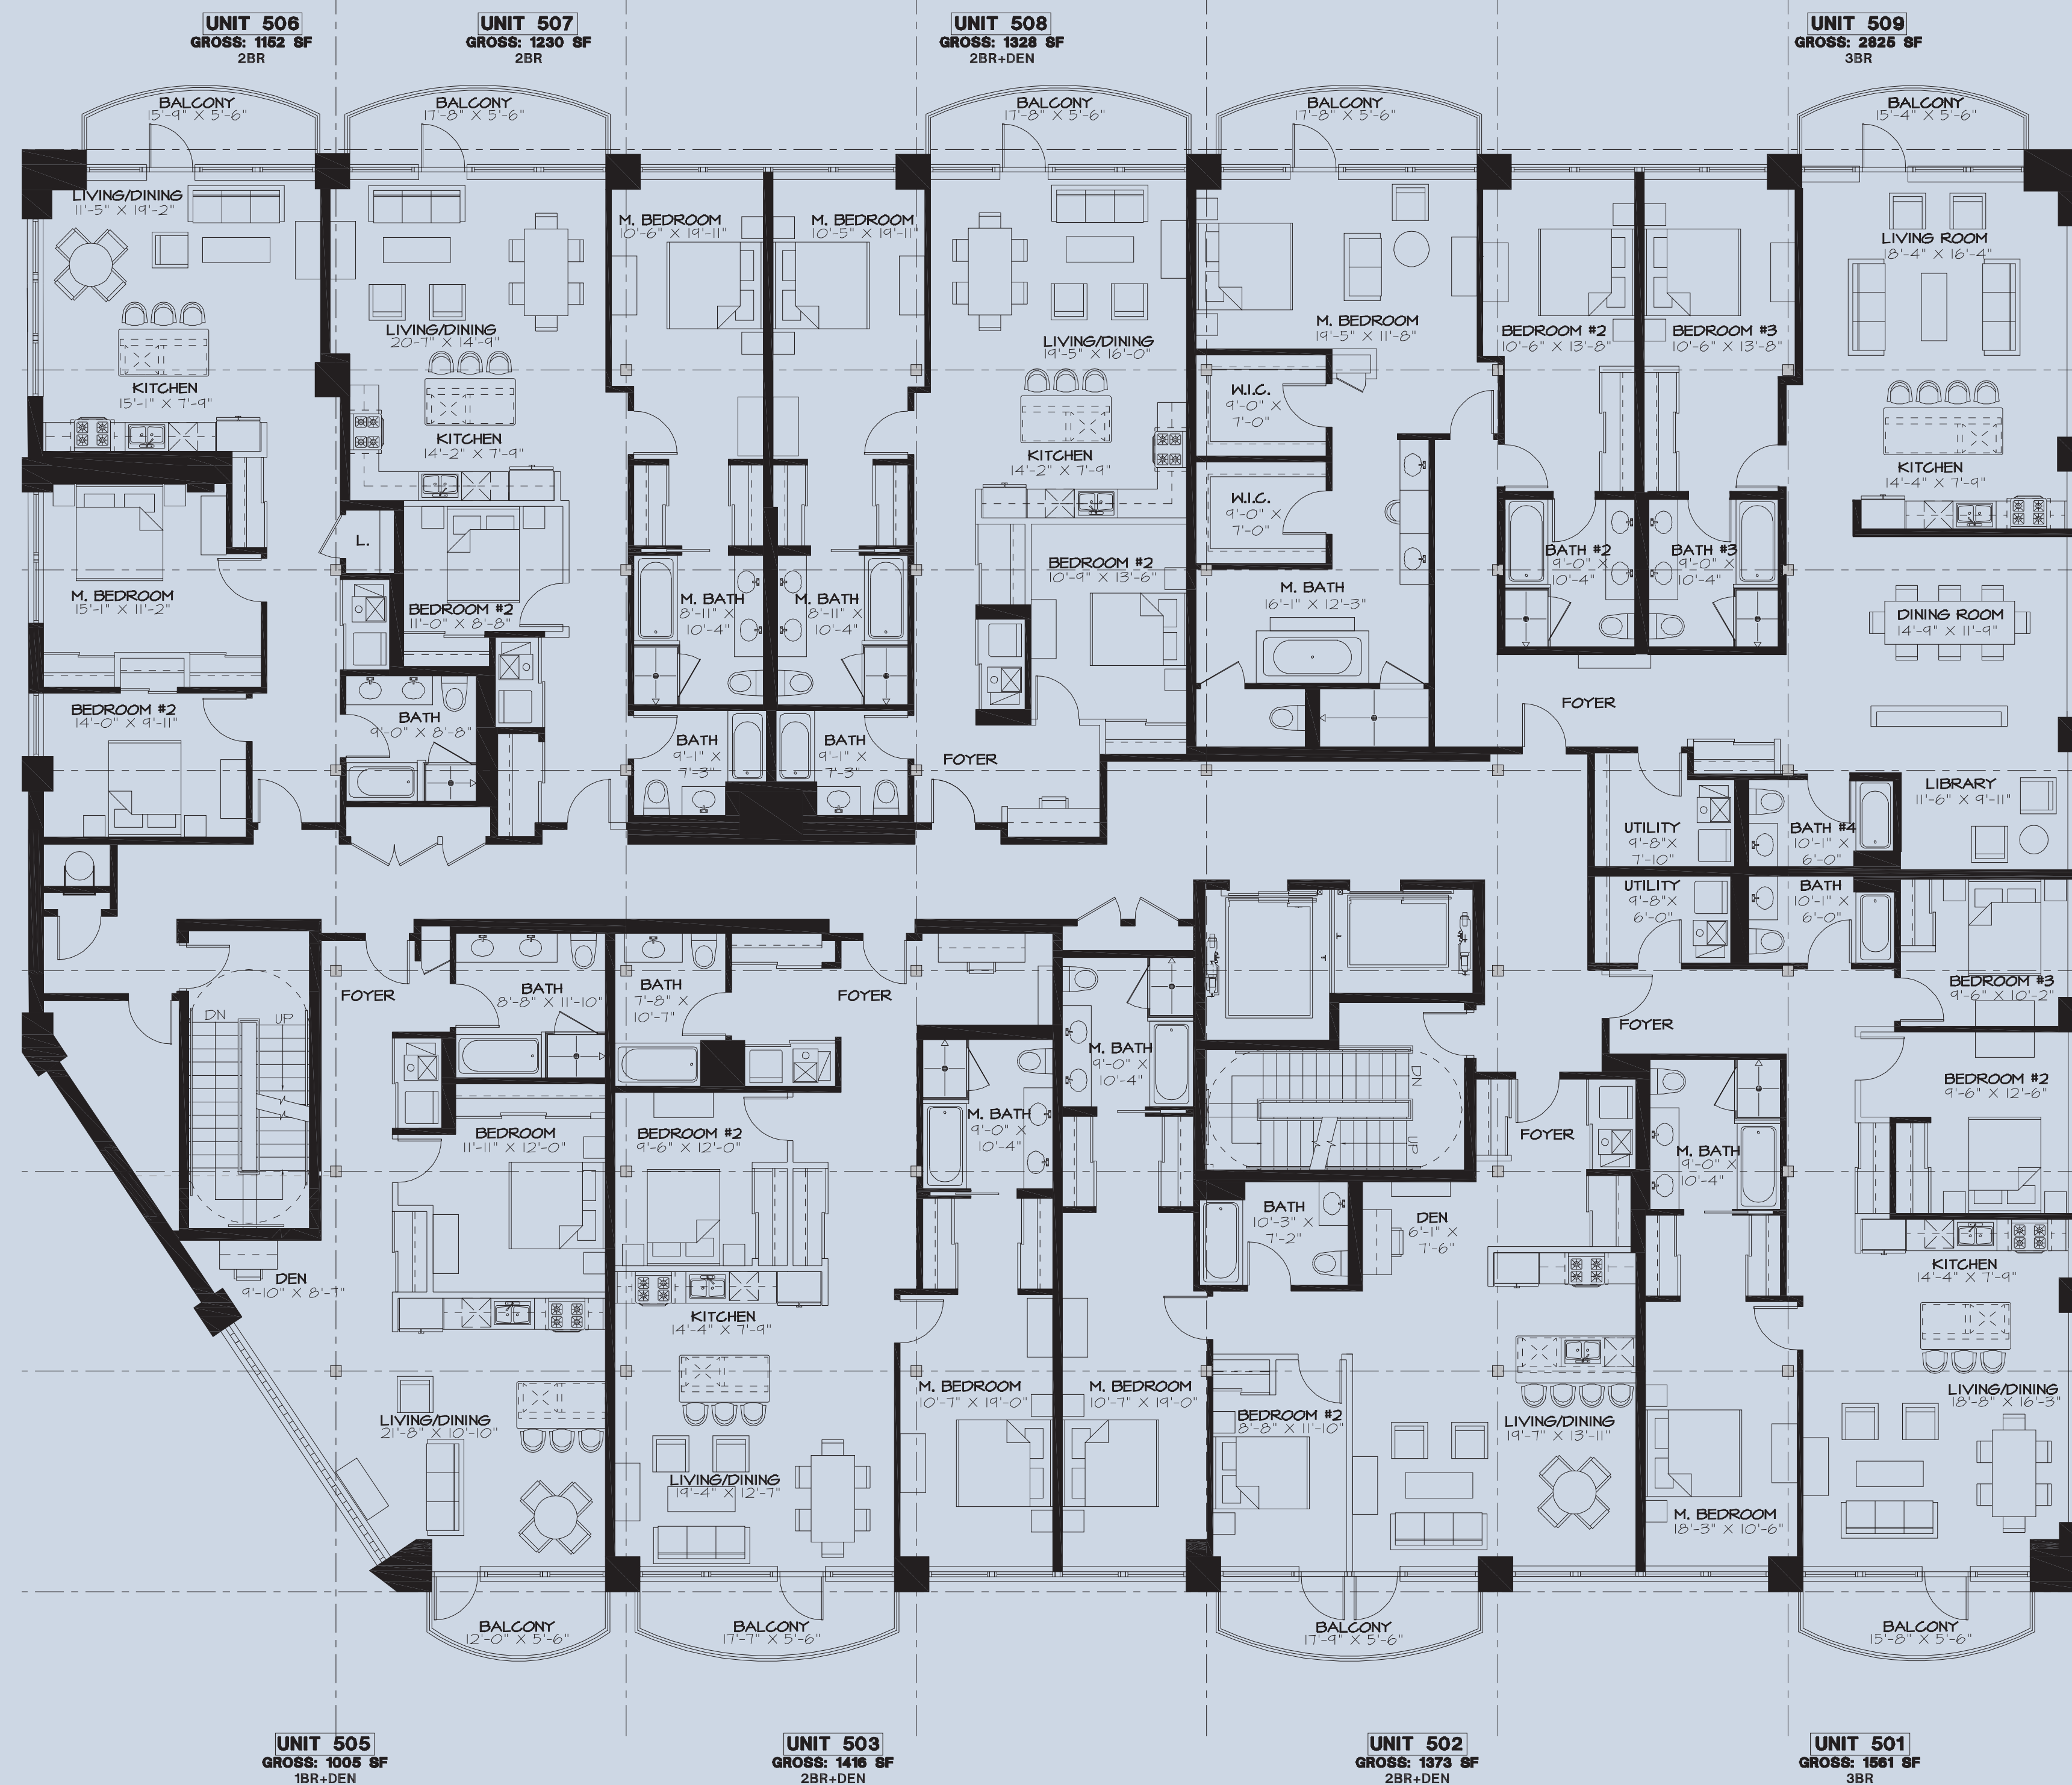 UNIT 506
GROSS: 1152 SF
2BR
UNIT 507
GROSS: 1230 SF
2BR
UNIT 508
GROSS: 1328 SF
2BR+DEN
UNIT 509
GROSS: 2825 SF
3BR
BALCONY
15'-9" X 5'-6"
BALCONY
17'-8" X 5'-6"
BALCONY
17'-8" X 5'-6"
BALCONY
17'-8" X 5'-6"
BALCONY
15'-4" X 5'-6"
LIVING/DINING
11'-5" X 19'-2"
M. BEDROOM
10'-6" X 19'-11"
M. BEDROOM
10'-5" X 19'-11"
LIVING ROOM
18'-4" X 16'-4"
LIVING/DINING
20'-7" X 14'-9"
LIVING/DINING
19'-5" X 16'-0"
M. BEDROOM
19'-5" X 11'-8"
BEDROOM #2
10'-6" X 13'-8"
BEDROOM #3
10'-6" X 13'-8"
KITCHEN
15'-1" X 7'-9"
KITCHEN
14'-2" X 7'-9"
KITCHEN
14'-2" X 7'-9"
W.I.C.
9'-0" X
7'-0"
KITCHEN
14'-4" X 7'-9"
W.I.C.
9'-0" X
7'-0"
L.
M. BEDROOM
15'-1" X 11'-2"
BEDROOM #2
11'-0" X 8'-8"
M. BATH
8'-11" X
10'-4"
M. BATH
8'-11" X
10'-4"
BEDROOM #2
10'-9" X 13'-6"
M. BATH
16'-1" X 12'-3"
BATH #2
9'-0" X
10'-4"
BATH #3
9'-0" X
10'-4"
DINING ROOM
14'-9" X 11'-9"
BEDROOM #2
14'-0" X 9'-11"
BATH
9'-0" X 8'-8"
BATH
9'-1" X
7'-3"
BATH
9'-1" X
7'-3"
FOYER
FOYER
LIBRARY
11'-6" X 9'-11"
UTILITY
9'-8" X
7'-10"
BATH #4
10'-1" X
6'-0"
UTILITY
9'-8" X
6'-0"
BATH
10'-1" X
6'-0"
BEDROOM #3
9'-6" X 10'-2"
FOYER
BATH
8'-8" X 11'-10"
BATH
7'-8" X
10'-7"
FOYER
FOYER
DN
UP
M. BATH
9'-0" X
10'-4"
DN
UP
BEDROOM #2
9'-6" X 12'-6"
BEDROOM
11'-11" X 12'-0"
BEDROOM #2
9'-6" X 12'-0"
M. BATH
9'-0" X
10'-4"
FOYER
M. BATH
9'-0" X
10'-4"
BATH
10'-3" X
7'-2"
DEN
6'-1" X
7'-6"
DEN
9'-10" X 8'-7"
KITCHEN
14'-4" X 7'-9"
KITCHEN
14'-4" X 7'-9"
LIVING/DINING
21'-8" X 10'-10"
M. BEDROOM
10'-7" X 19'-0"
M. BEDROOM
10'-7" X 19'-0"
BEDROOM #2
8'-8" X 11'-10"
LIVING/DINING
19'-7" X 13'-11"
LIVING/DINING
18'-8" X 16'-3"
LIVING/DINING
19'-4" X 12'-7"
M. BEDROOM
18'-3" X 10'-6"
BALCONY
12'-0" X 5'-6"
BALCONY
17'-7" X 5'-6"
BALCONY
17'-9" X 5'-6"
BALCONY
15'-8" X 5'-6"
UNIT 505
GROSS: 1005 SF
1BR+DEN
UNIT 503
GROSS: 1416 SF
2BR+DEN
UNIT 502
GROSS: 1373 SF
2BR+DEN
UNIT 501
GROSS: 1561 SF
3BR